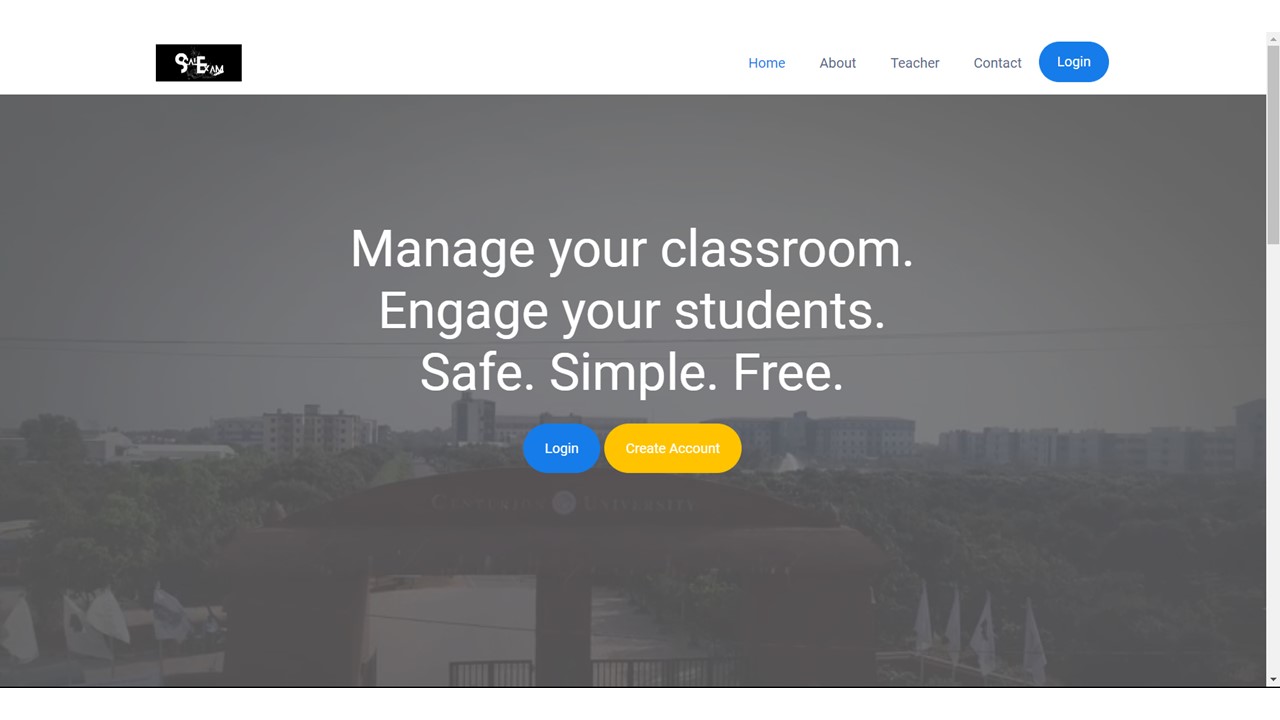 Home About Teacher Contact Login
Manage your classroom.
Engage your students.
Safe. Simple. Free.
Login Create Account
Centurion University